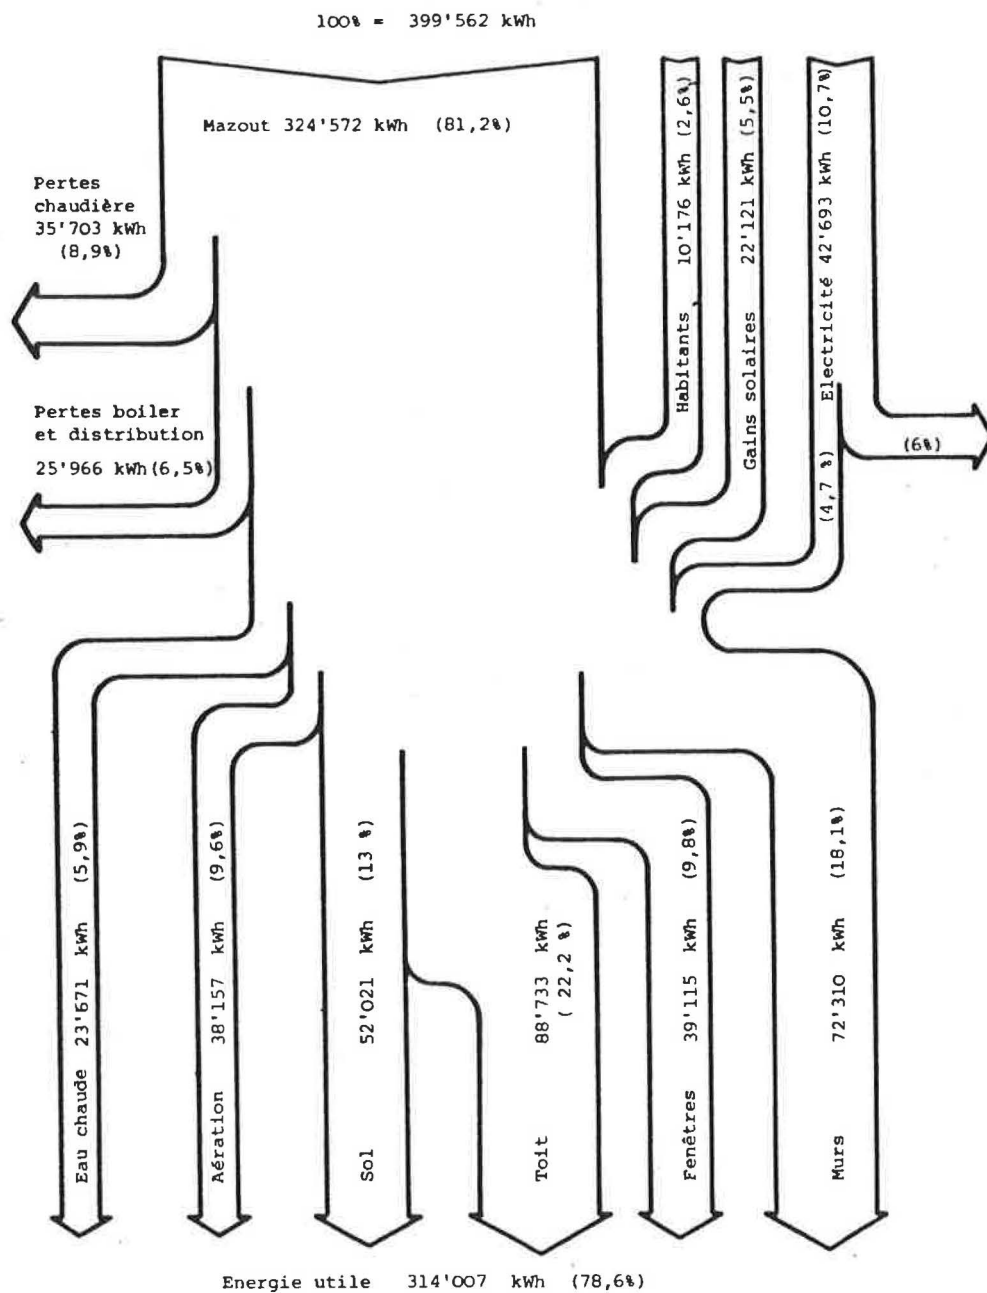 100% = 399'562 kWh
Mazout 324'572 kWh (81,2%)
Habitants 10'176 kWh (2,6%)
Gains solaires 22'121 kWh (5,5%)
Electricité 42'693 kWh (10,7%)
Pertes
chaudière
35'703 kWh
(8,9%)
Pertes boiler
et distribution
25'966 kWh (6,5%)
(4,7 %)
(6%)
Eau chaude 23'671 kWh (5,9%)
Aération 38'157 kWh (9,6%)
Sol 52'021 kWh (13 %)
Toit 88'733 kWh
( 22,2 %)
Fenêtres 39'115 kWh (9,8%)
Murs 72'310 kWh (18,1%)
Energie utile 314'007 kWh (78,6%)